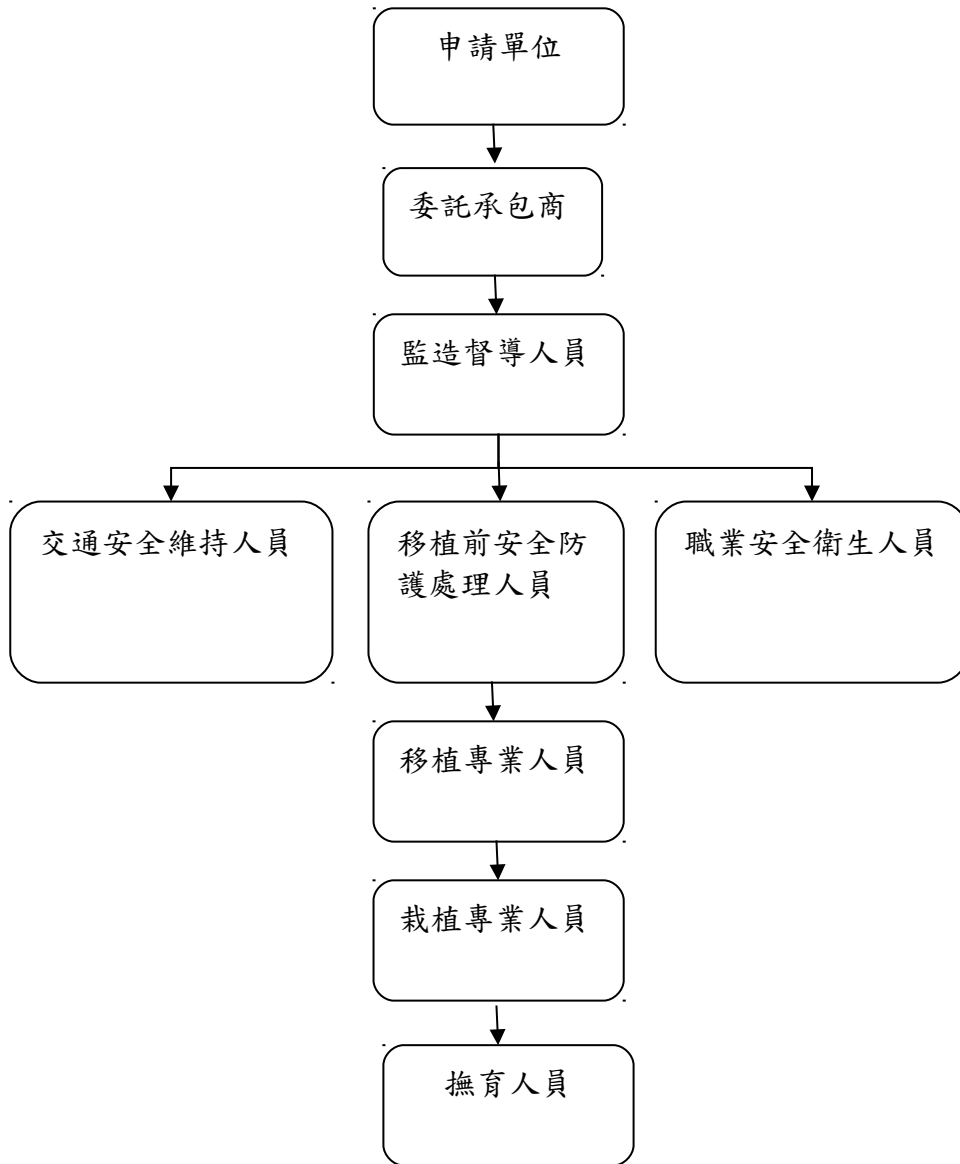 申請單位
委託承包商
監造督導人員
交通安全維持人員
移植前安全防
護處理人員
職業安全衛生人員
移植專業人員
栽植專業人員
撫育人員